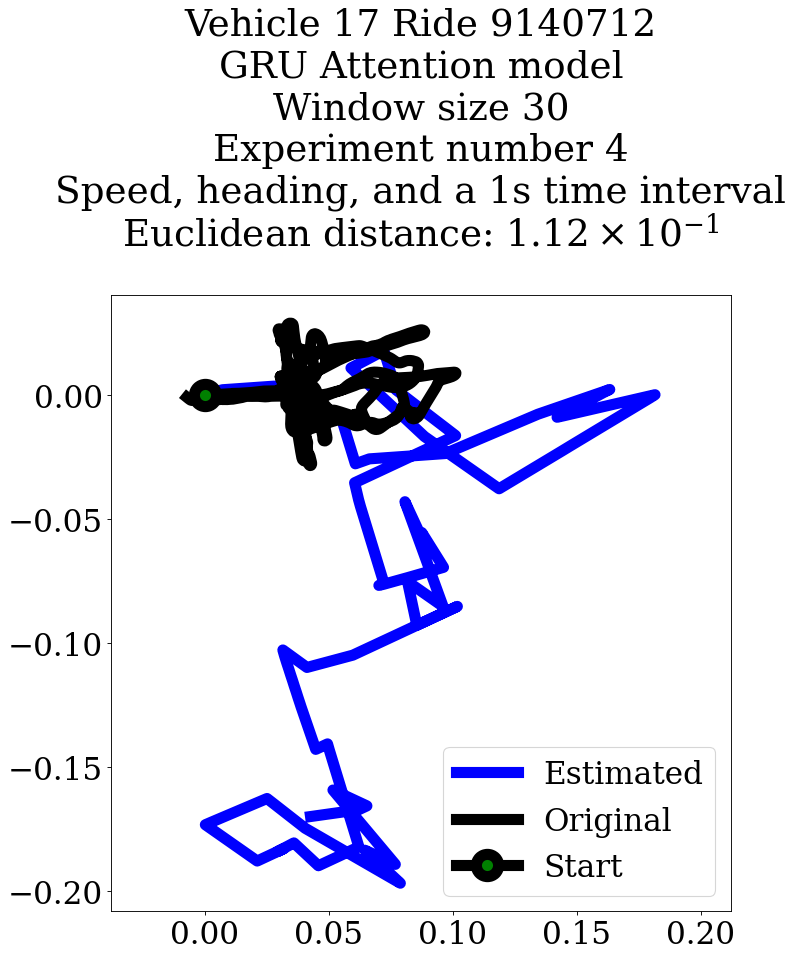 Vehicle 17 Ride 9140712
GRU Attention model
Window size 30
Experiment number 4
Speed, heading, and a 1s time interval
Euclidean distance: 1.12 × 10⁻¹
0.00
−0.05
−0.10
−0.15
−0.20
Estimated
Original
Start
0.00 0.05 0.10 0.15 0.20